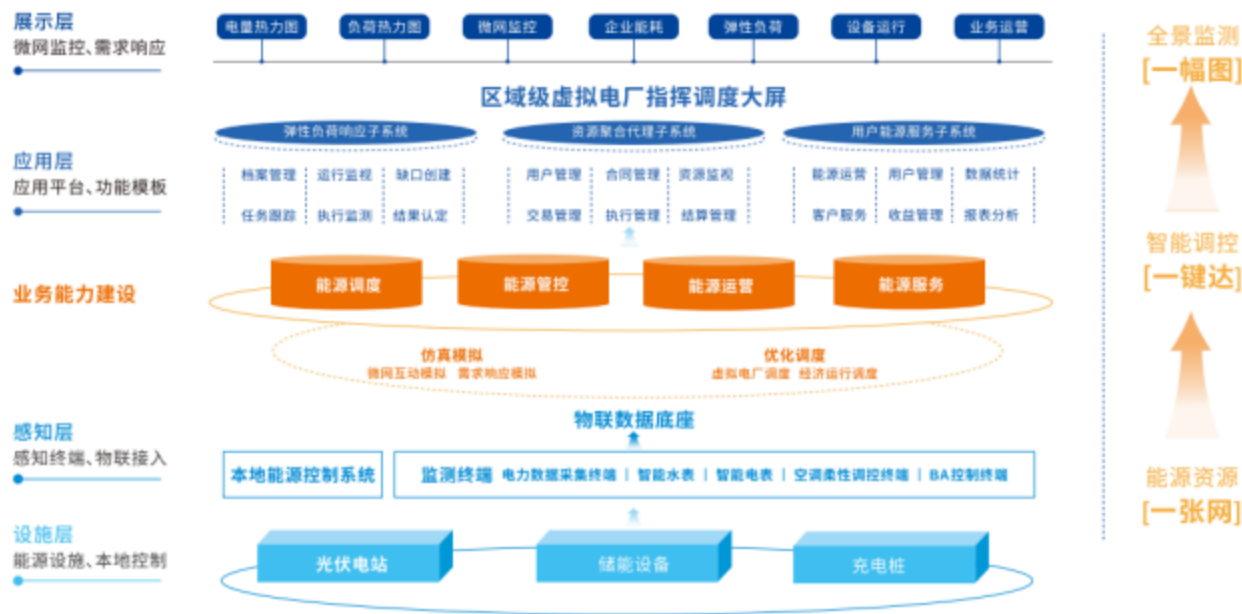 展示层
微网监控、需求响应
电量热力图 负荷热力图 微网监控 企业能耗 弹性负荷 设备运行 业务运营
区域级虚拟电厂指挥调度大屏
弹性负荷响应子系统 资源聚合代理子系统 用户能源服务子系统
应用层
应用平台、功能模板
档案管理 运行监视 缺口创建 用户管理 合同管理 资源监视 能源运营 用户管理 数据统计
任务跟踪 执行监测 结果认定 交易管理 执行管理 结算管理 客户服务 收益管理 报表分析
业务能力建设
能源调度 能源管控 能源运营 能源服务
仿真模拟 优化调度
微网互动模拟 需求响应模拟 虚拟电厂调度 经济运行调度
物联数据底座
感知层
感知终端、物联接入
本地能源控制系统
监测终端 电力数据采集终端 | 智能水表 | 智能电表 | 空调柔性调控终端 | BA控制终端
设施层
能源设施、本地控制
光伏电站 储能设备 充电桩
全景监测
[一幅图]
智能调控
[一键达]
能源资源
[一张网]